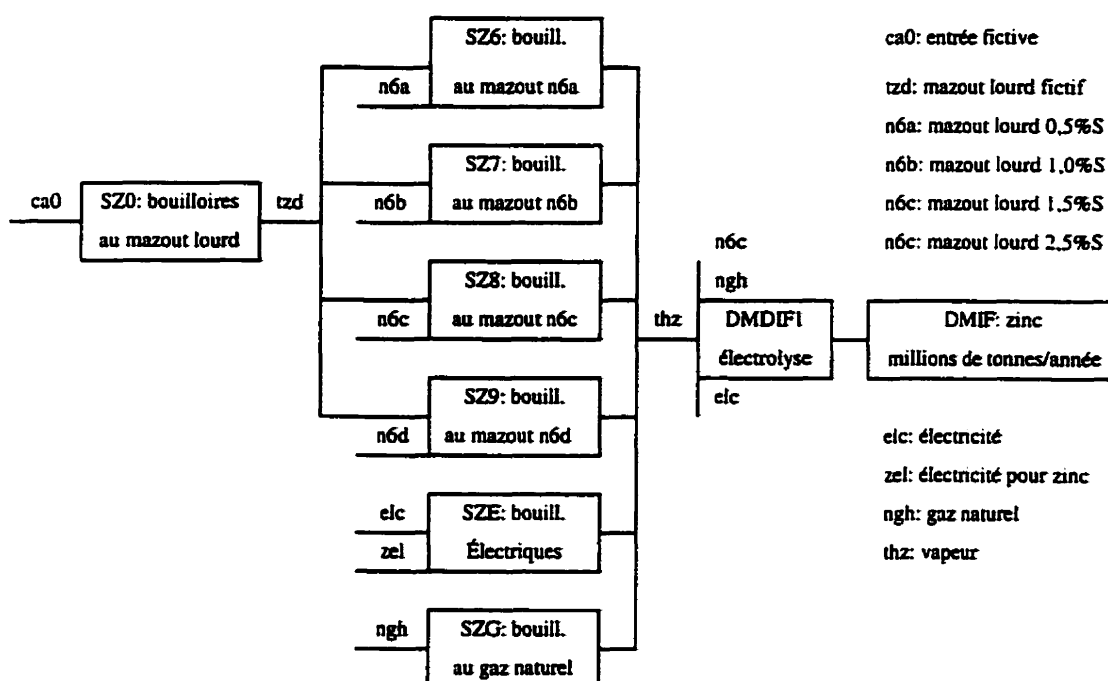 SZ6: bouill.
n6a au mazout n6a
SZ7: bouill.
n6b au mazout n6b
ca0 SZ0: bouilloires tzd
au mazout lourd
SZ8: bouill.
n6c au mazout n6c
SZ9: bouill.
n6d au mazout n6d
elc SZE: bouill.
zel Électriques
ngh SZG: bouill.
au gaz naturel
thz
n6c
ngh
DMDIF1
électrolyse
elc
DMIF: zinc
millions de tonnes/année
ca0: entrée fictive
tzd: mazout lourd fictif
n6a: mazout lourd 0,5%S
n6b: mazout lourd 1,0%S
n6c: mazout lourd 1,5%S
n6c: mazout lourd 2,5%S
elc: électricité
zel: électricité pour zinc
ngh: gaz naturel
thz: vapeur